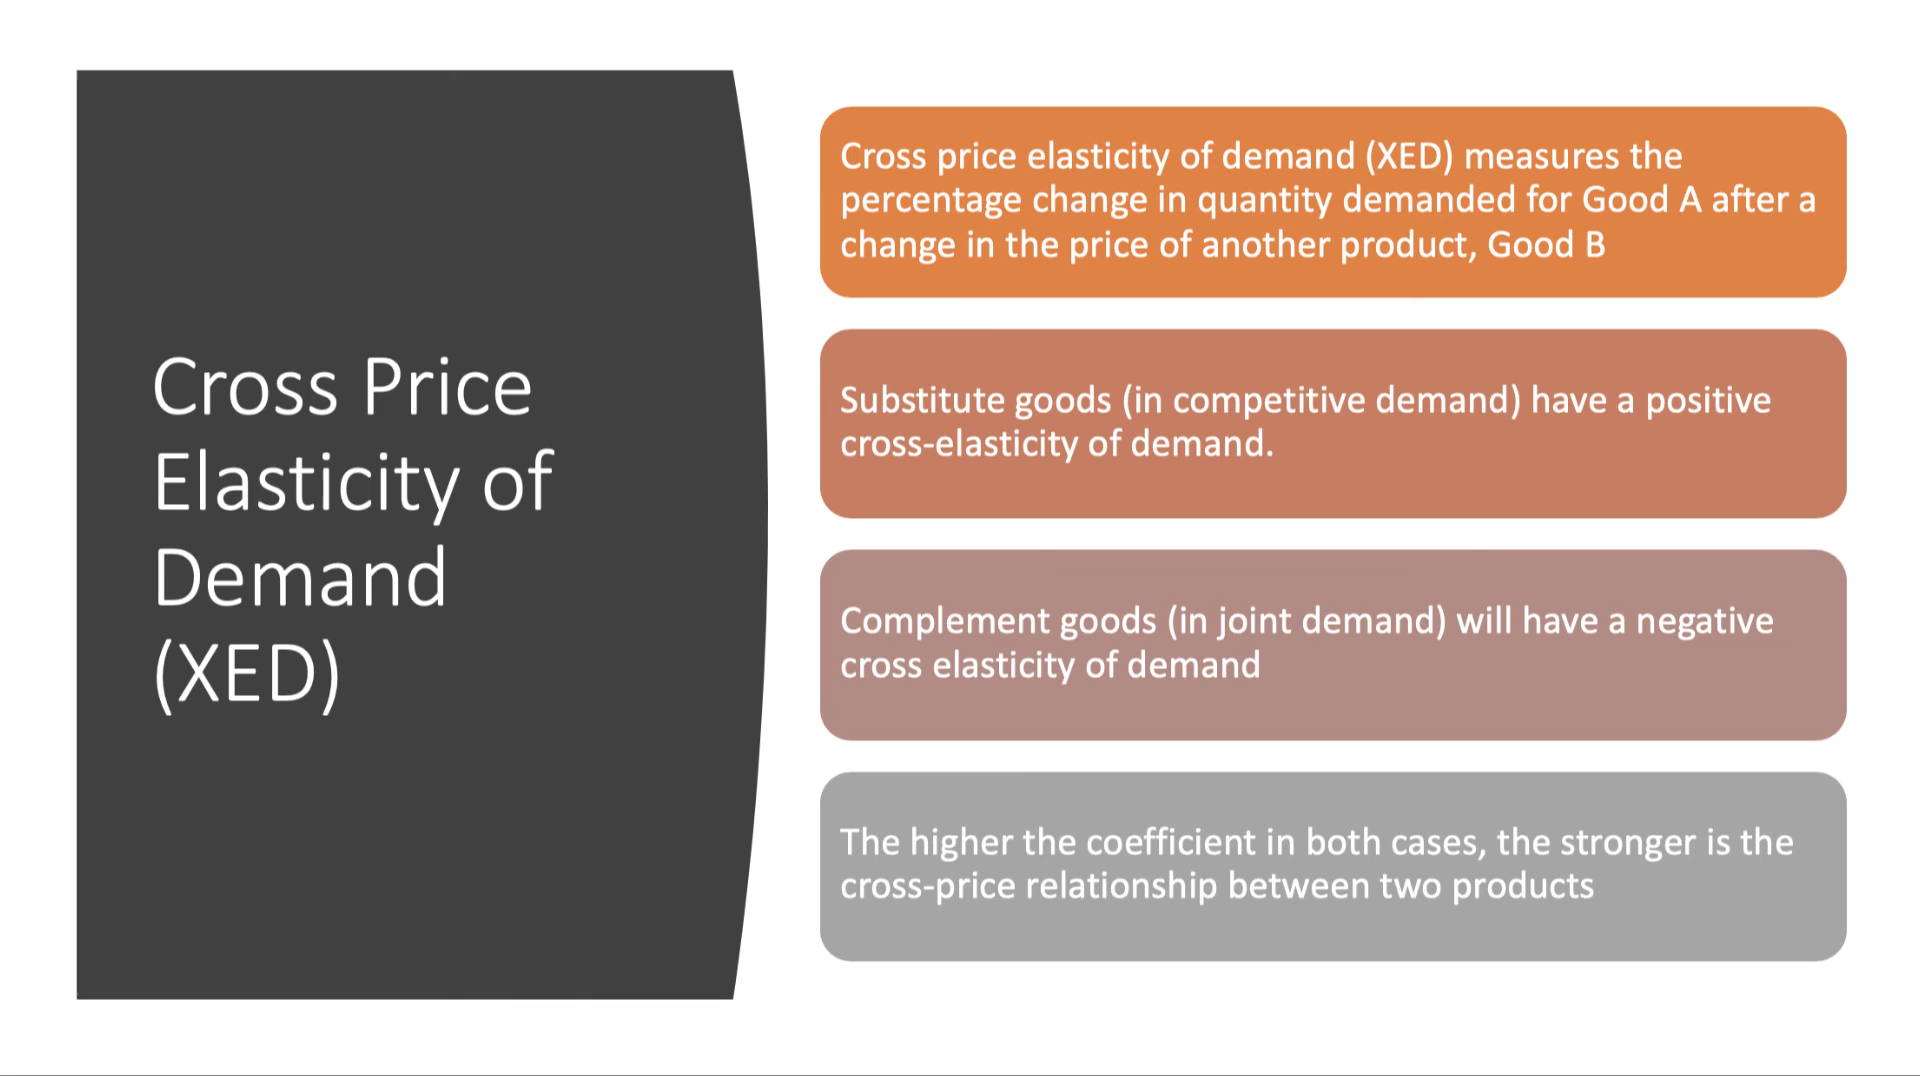 Cross Price
Elasticity of
Demand
(XED)
Cross price elasticity of demand (XED) measures the
percentage change in quantity demanded for Good A after a
change in the price of another product, Good B
Substitute goods (in competitive demand) have a positive
cross-elasticity of demand.
Complement goods (in joint demand) will have a negative
cross elasticity of demand
The higher the coefficient in both cases, the stronger is the
cross-price relationship between two products